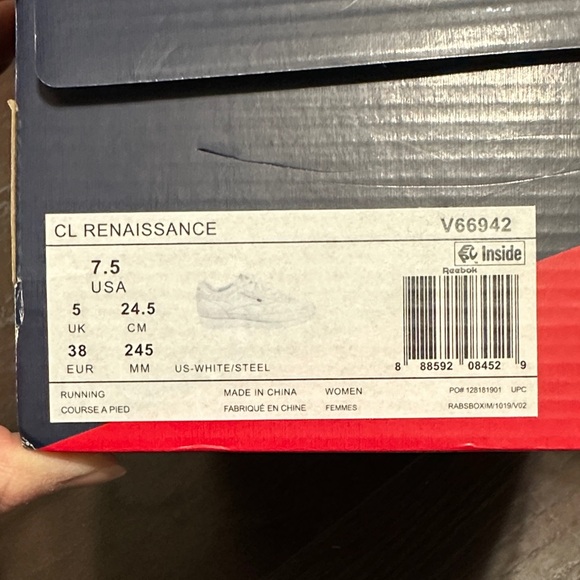 CL RENAISSANCE V66942
Inside
Reebok
7.5
USA
5 24.5
UK CM
38 245
EUR MM US-WHITE/STEEL
8 88592 08452 9
RUNNING MADE IN CHINA WOMEN PO# 128181901 UPC
COURSE A PIED FABRIQUÉ EN CHINE FEMMES RABSBOXIM/1019/V02